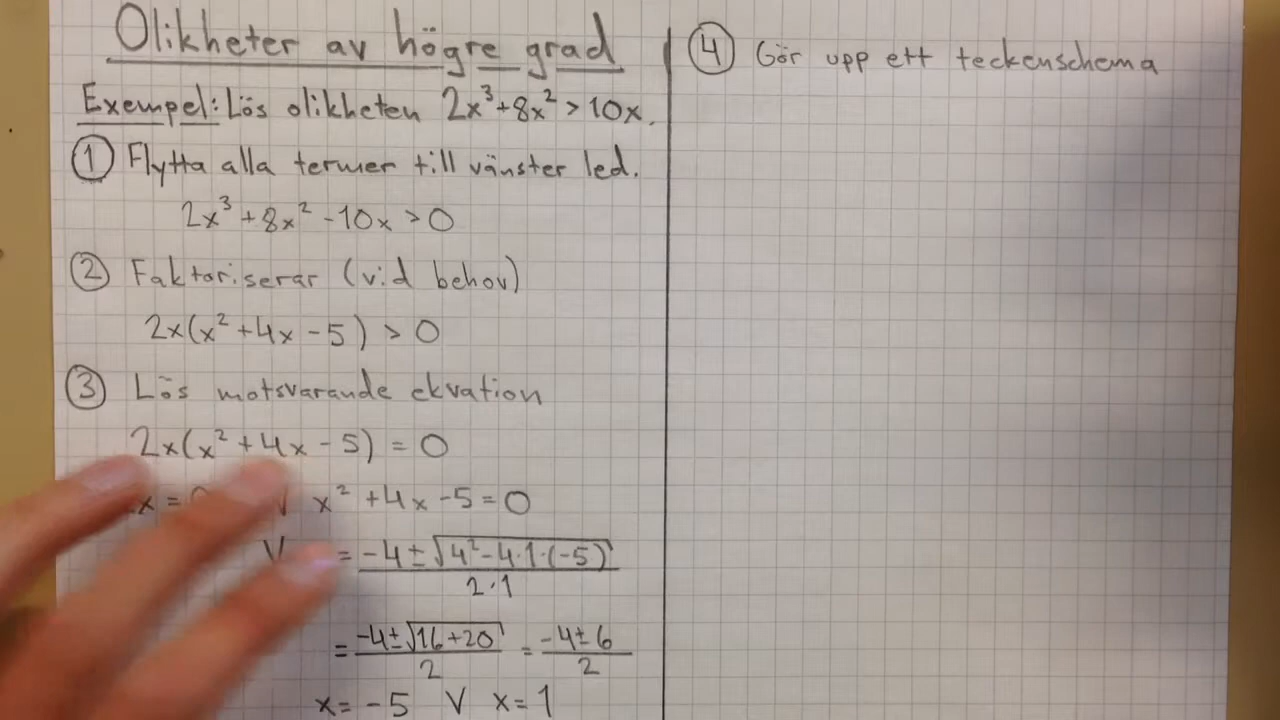 Olikheter av högre grad
Exempel: Lös olikheten 2x³+8x²>10x.
① Flytta alla termer till vänster led.
2x³+8x²-10x>0
② Faktoriserar (vid behov)
2x(x²+4x-5)>0
③ Lös motsvarande ekvation
2x(x²+4x-5)=0
x= V x²+4x-5=0
V = -4±√4²-4·1·(-5) / 2·1
= -4±√16+20 / 2 = -4±6 / 2
x=-5 V x=1
④ Gör upp ett teckenschema